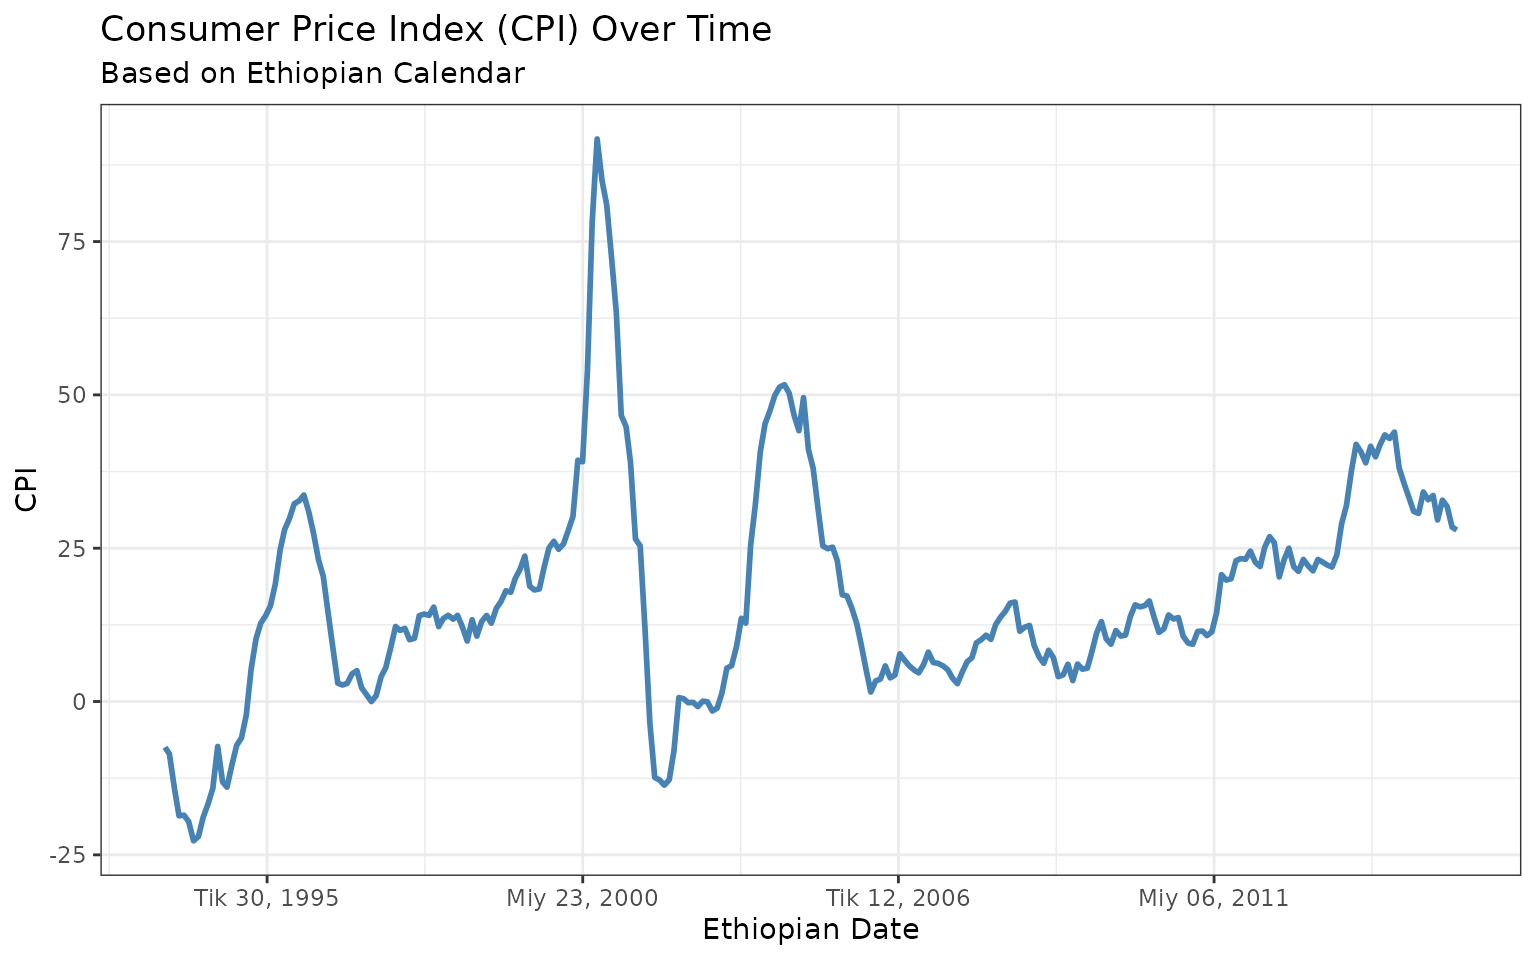 Consumer Price Index (CPI) Over Time
Based on Ethiopian Calendar
CPI
75
50
25
0
-25
Tik 30, 1995
Miy 23, 2000
Tik 12, 2006
Miy 06, 2011
Ethiopian Date